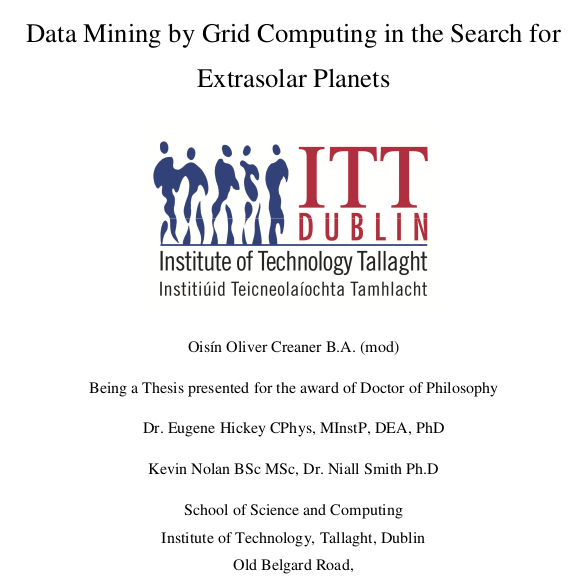 Data Mining by Grid Computing in the Search for
Extrasolar Planets
ITT
DUBLIN
Institute of Technology Tallaght
Institiúid Teicneolaíochta Tamhlacht
Oisín Oliver Creaner B.A. (mod)
Being a Thesis presented for the award of Doctor of Philosophy
Dr. Eugene Hickey CPhys, MInstP, DEA, PhD
Kevin Nolan BSc MSc, Dr. Niall Smith Ph.D
School of Science and Computing
Institute of Technology, Tallaght, Dublin
Old Belgard Road,